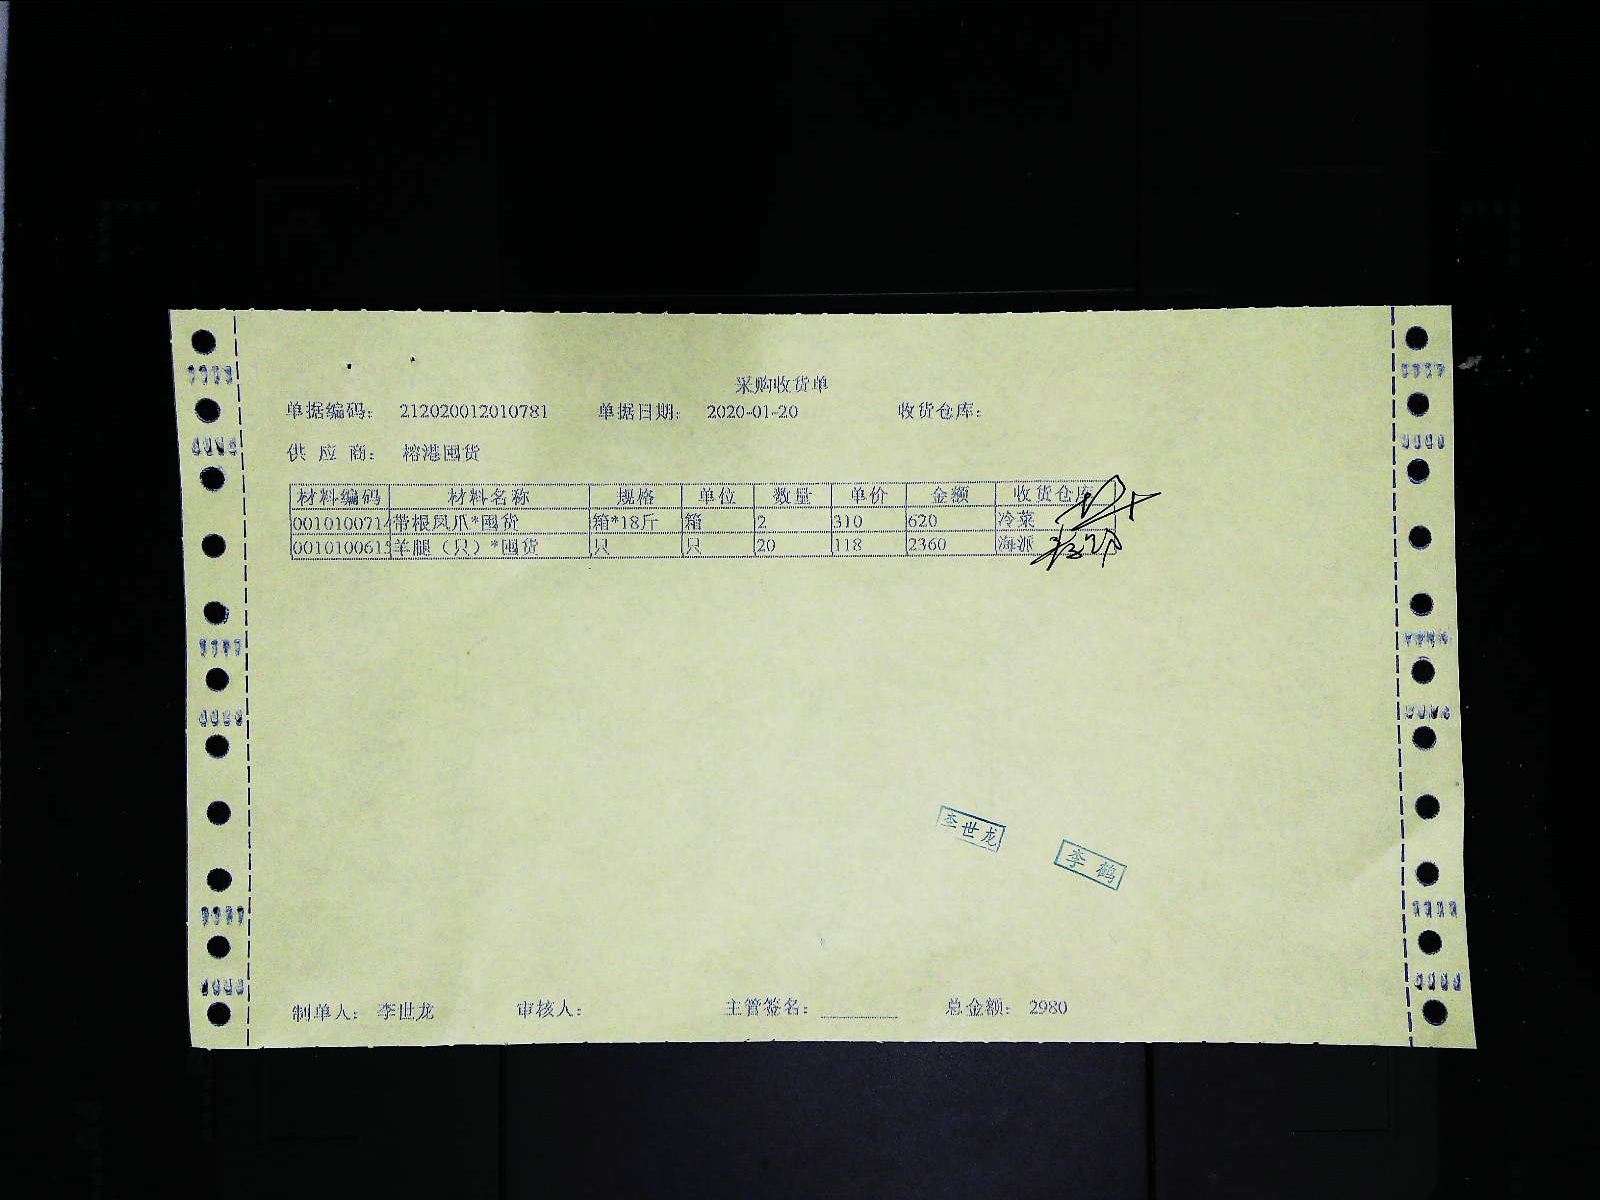 采购收货单
单据编码： 212020012010781 单据日期： 2020-01-20 收货仓库：
供 应 商： 榕港囤货
材料编码 材料名称 规格 单位 数量 单价 金额 收货仓库
0010100714 带根凤爪*囤货 箱*18斤 箱 2 310 620 冷菜
0010100615 羊腿（只）*囤货 只 只 20 118 2360 海派
李世龙
李鹤
制单人： 李世龙 审核人： 主管签名： 总金额： 2980